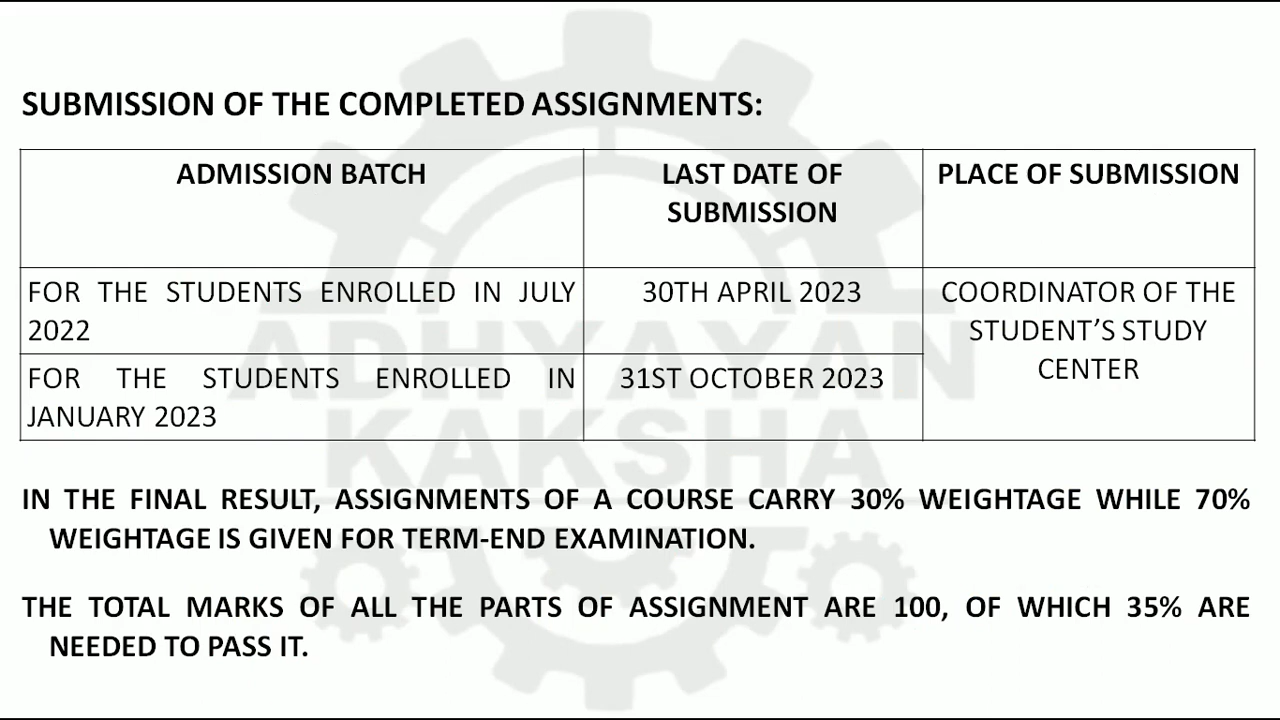 SUBMISSION OF THE COMPLETED ASSIGNMENTS:
ADMISSION BATCH
LAST DATE OF
SUBMISSION
PLACE OF SUBMISSION
FOR THE STUDENTS ENROLLED IN JULY
2022
30TH APRIL 2023
COORDINATOR OF THE
STUDENT’S STUDY
CENTER
FOR THE STUDENTS ENROLLED IN
JANUARY 2023
31ST OCTOBER 2023
ADHYAYAN
KAKSHA
IN THE FINAL RESULT, ASSIGNMENTS OF A COURSE CARRY 30% WEIGHTAGE WHILE 70%
WEIGHTAGE IS GIVEN FOR TERM-END EXAMINATION.
THE TOTAL MARKS OF ALL THE PARTS OF ASSIGNMENT ARE 100, OF WHICH 35% ARE
NEEDED TO PASS IT.